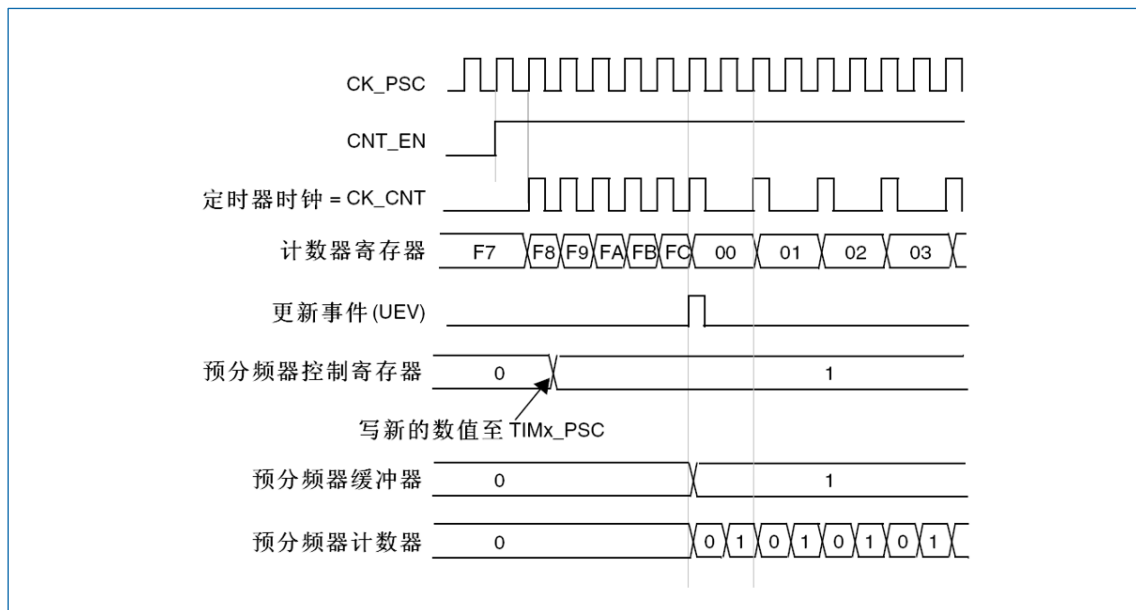 CK_PSC
CNT_EN
定时器时钟 = CK_CNT
计数器寄存器 F7 F8 F9 FA FB FC 00 01 02 03
更新事件(UEV)
预分频器控制寄存器 0 1
写新的数值至 TIMx_PSC
预分频器缓冲器 0 1
预分频器计数器 0 0 1 0 1 0 1 0 1